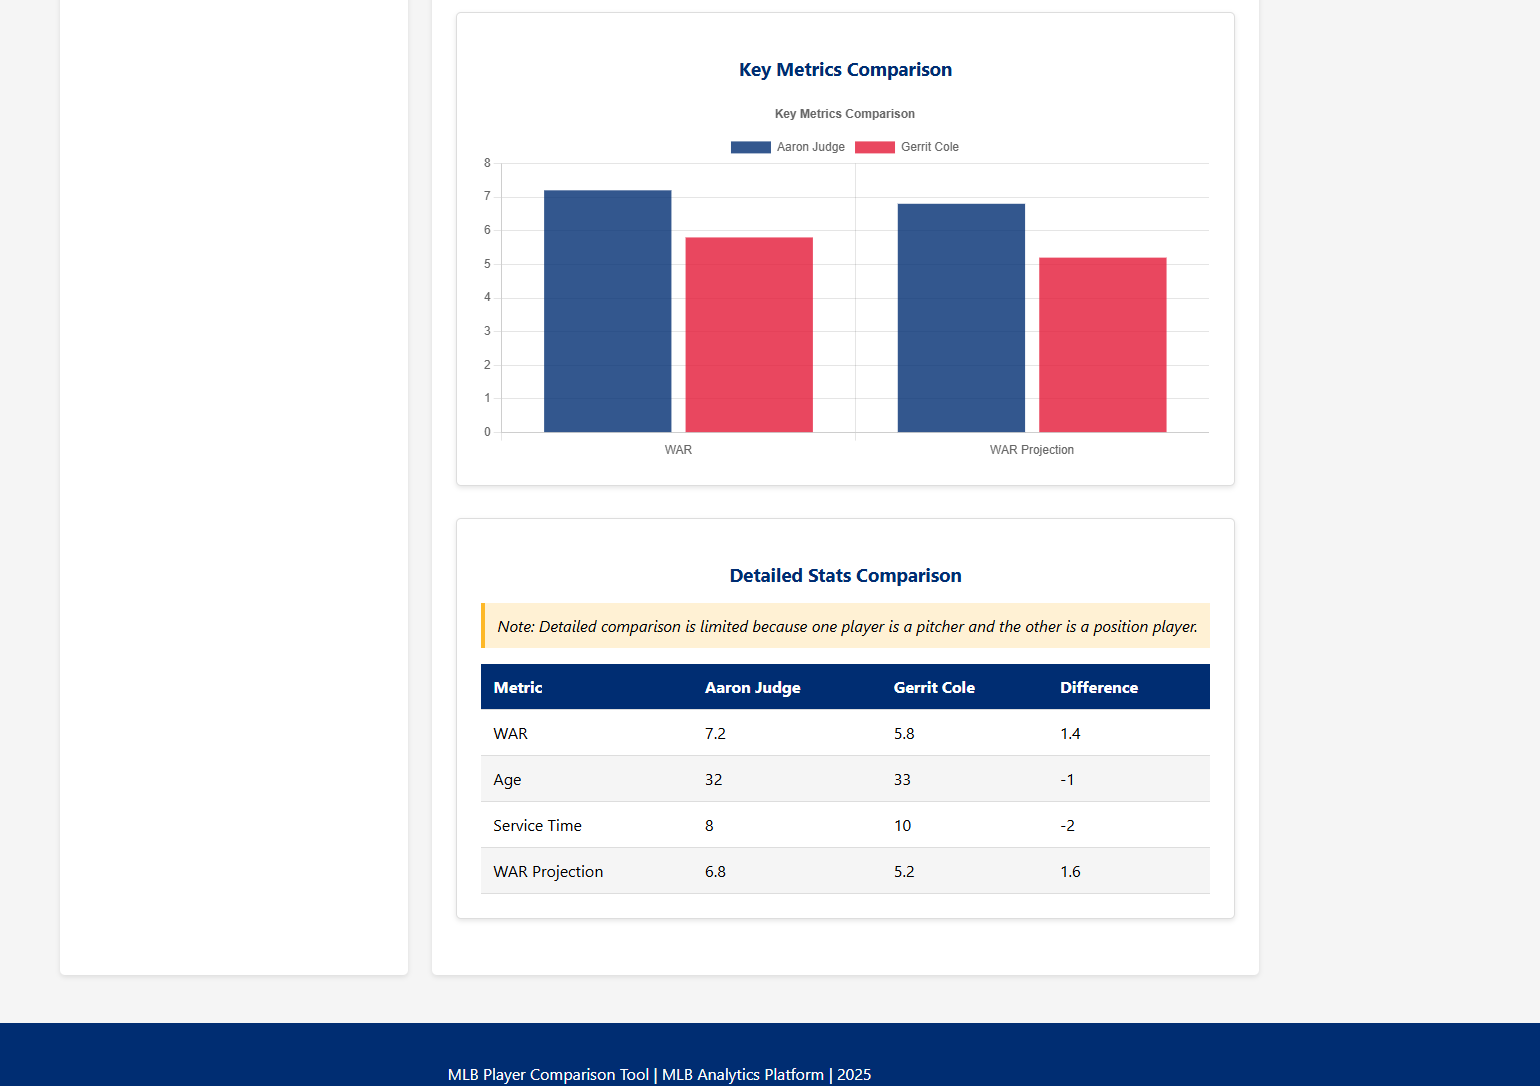 Key Metrics Comparison
Key Metrics Comparison
Aaron Judge Gerrit Cole
8
7
6
5
4
3
2
1
0
WAR WAR Projection
Detailed Stats Comparison
Note: Detailed comparison is limited because one player is a pitcher and the other is a position player.
Metric Aaron Judge Gerrit Cole Difference
WAR 7.2 5.8 1.4
Age 32 33 -1
Service Time 8 10 -2
WAR Projection 6.8 5.2 1.6
MLB Player Comparison Tool | MLB Analytics Platform | 2025